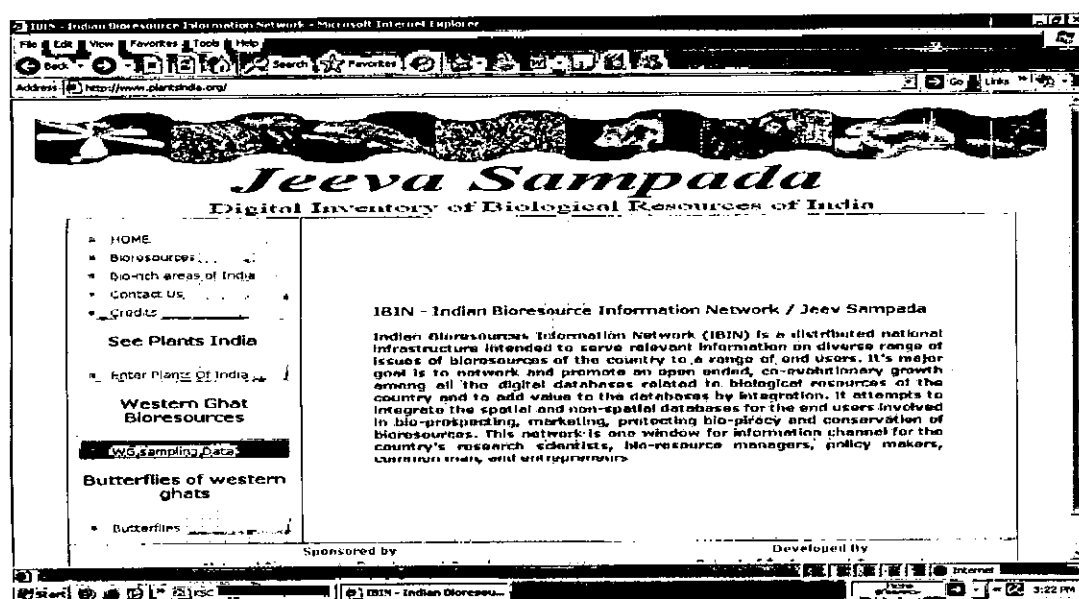 IBIN - Indian Bioresource Information Network - Microsoft Internet Explorer
File Edit View Favorites Tools Help
Back Search Favorites
Address http://www.plantsindia.org/ Go Links »
Jeeva Sampada
Digital Inventory of Biological Resources of India
HOME
Bioresources
Bio-rich areas of India
Contact Us
Credits
See Plants India
Enter Plants Of India
Western Ghat
Bioresources
WG sampling Data
Butterflies of western
ghats
Butterflies
IBIN - Indian Bioresource Information Network / Jeev Sampada
Indian Bioresources Information Network (IBIN) is a distributed national
infrastructure intended to serve relevant information on diverse range of
issues of bioresources of the country to a range of end users. It's major
goal is to network and promote an open ended, co-evolutionary growth
among all the digital databases related to biological resources of the
country and to add value to the databases by integration. It attempts to
integrate the spatial and non-spatial databases for the end users involved
in bio-prospecting, marketing, protecting bio-piracy and conservation of
bioresources. This network is one window for information channel for the
country's research scientists, bio-resource managers, policy makers,
common man, and entrepreneurs
Sponsored by
Developed By
Internet
Start KSC IBIN - Indian Bioresou... 3:22 PM